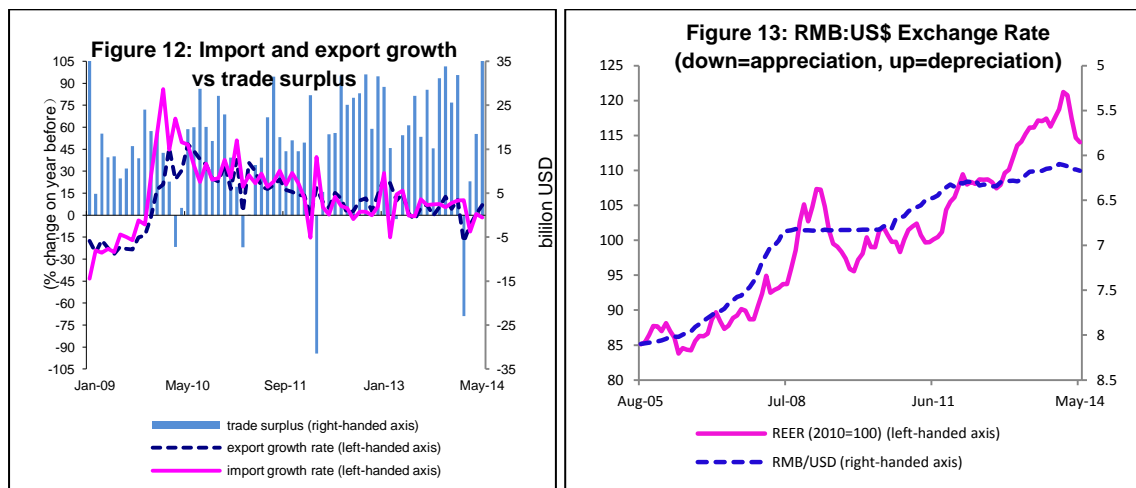 Figure 12: Import and export growth
vs trade surplus
105
90
75
60
45
30
15
0
-15
-30
-45
-60
-75
-90
-105
(% change on year before）
35
25
15
5
-5
-15
-25
-35
bililon USD
Jan-09
May-10
Sep-11
Jan-13
May-14
trade surplus (right-handed axis)
export growth rate (left-handed axis)
import growth rate (left-handed axis)
Figure 13: RMB:US$ Exchange Rate
(down=appreciation, up=depreciation)
125
120
115
110
105
100
95
90
85
80
5
5.5
6
6.5
7
7.5
8
8.5
Aug-05
Jul-08
Jun-11
May-14
REER (2010=100) (left-handed axis)
RMB/USD (right-handed axis)